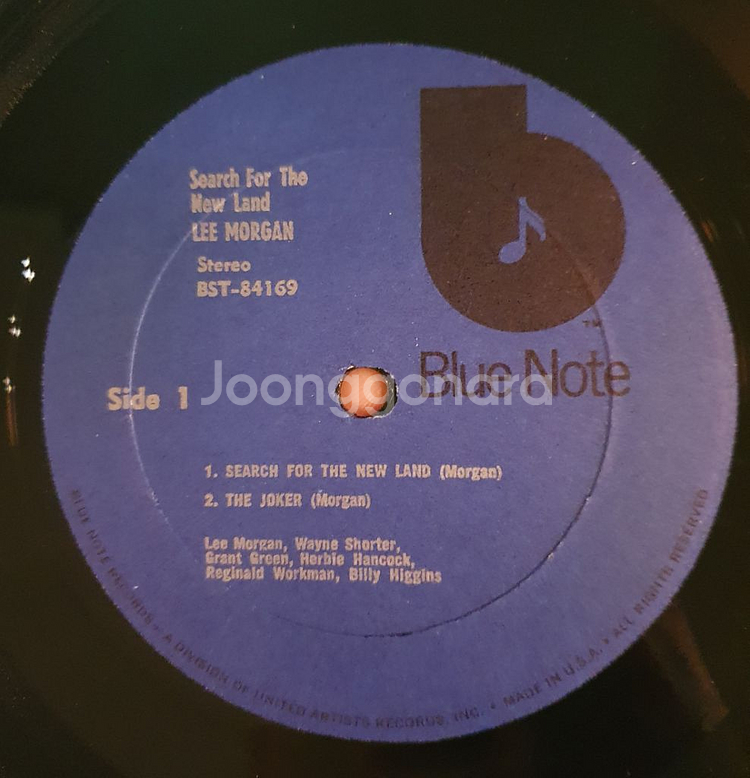 Search For The
New Land
LEE MORGAN
Stereo
BST-84169
TM
Blue Note
Side 1
Joongonara
1. SEARCH FOR THE NEW LAND (Morgan)
2. THE JOKER (Morgan)
Lee Morgan, Wayne Shorter,
Grant Green, Herbie Hancock,
Reginald Workman, Billy Higgins
BLUE NOTE RECORDS • A DIVISION OF UNITED ARTISTS RECORDS, INC. • MADE IN U.S.A. • ALL RIGHTS RESERVED